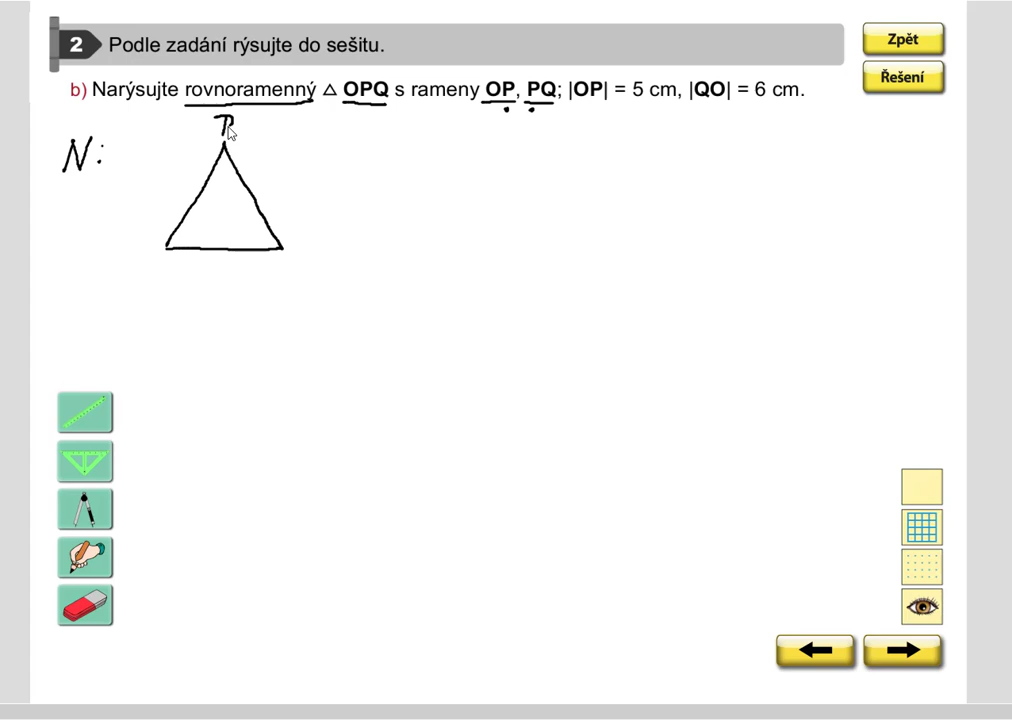 2 Podle zadání rýsujte do sešitu.
Zpět
Řešení
b) Narýsujte rovnoramenný △ OPQ s rameny OP, PQ; |OP| = 5 cm, |QO| = 6 cm.
P
N: